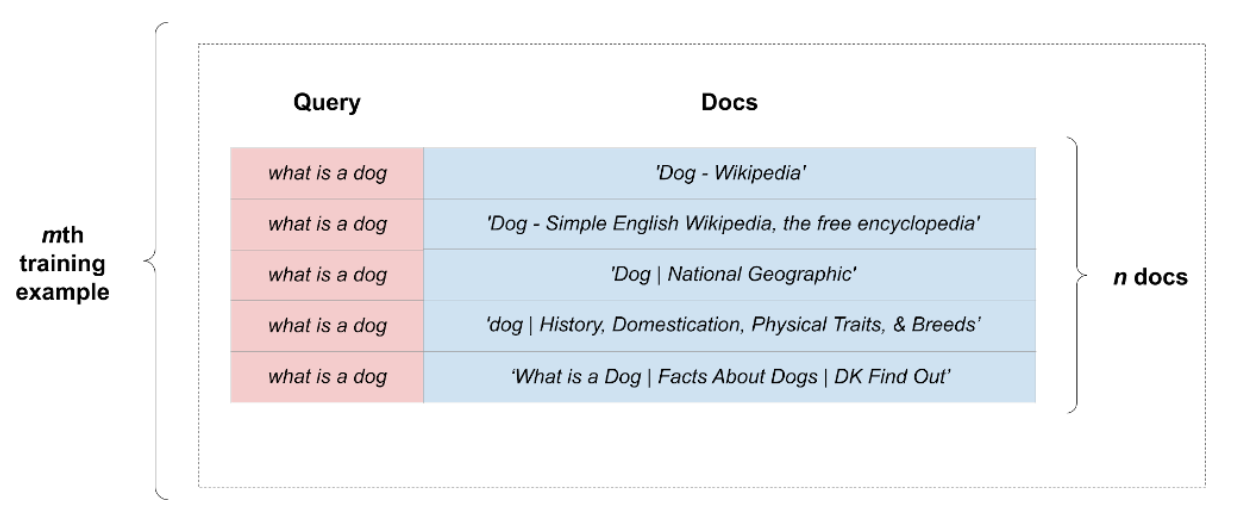 Query Docs
what is a dog 'Dog - Wikipedia'
what is a dog 'Dog - Simple English Wikipedia, the free encyclopedia'
what is a dog 'Dog | National Geographic'
what is a dog 'dog | History, Domestication, Physical Traits, & Breeds’
what is a dog ‘What is a Dog | Facts About Dogs | DK Find Out’
mth
training
example
n docs